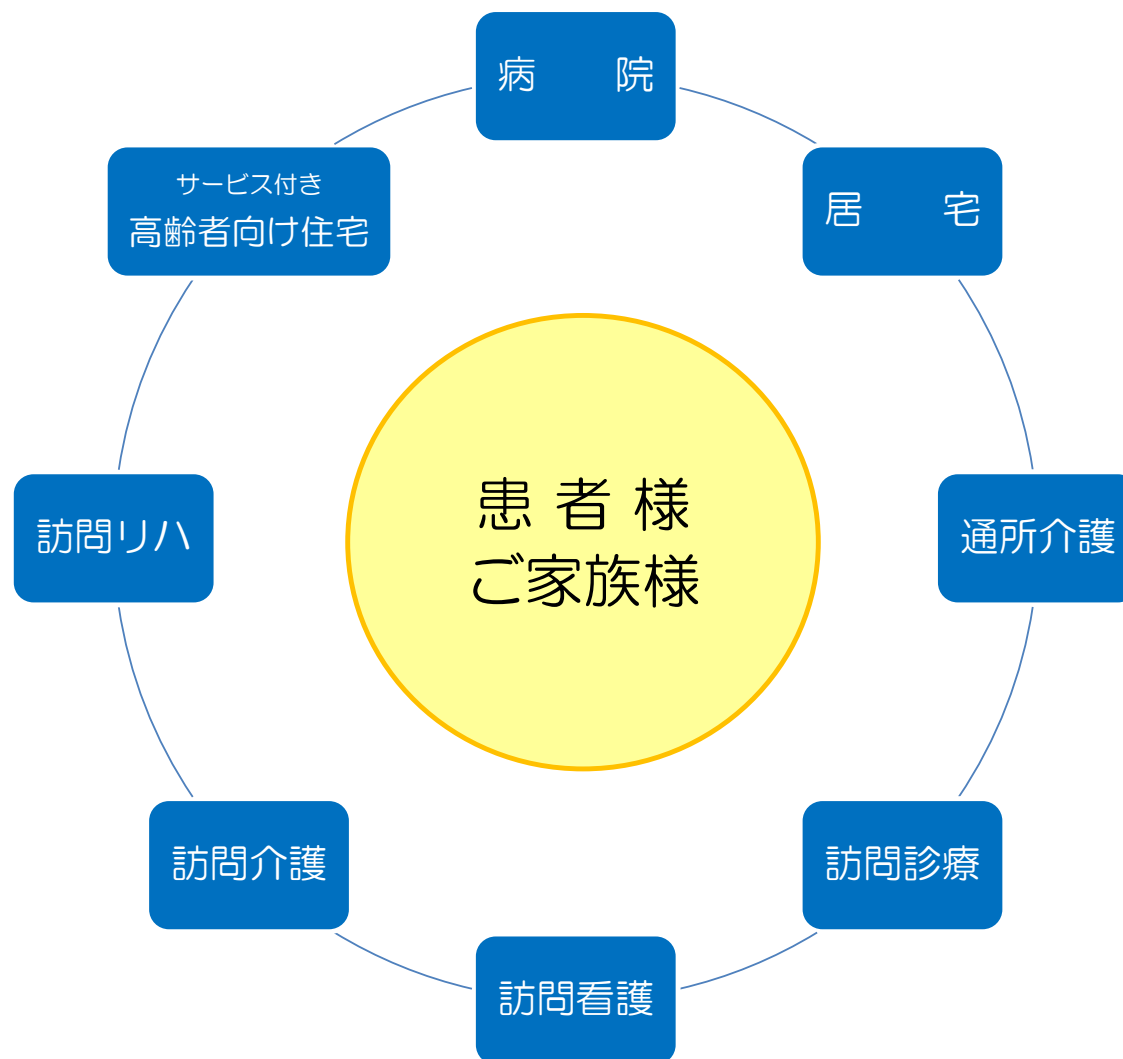 病　　院
サービス付き
高齢者向け住宅
居　　宅
患 者 様
ご家族様
訪問リハ
通所介護
訪問介護
訪問診療
訪問看護